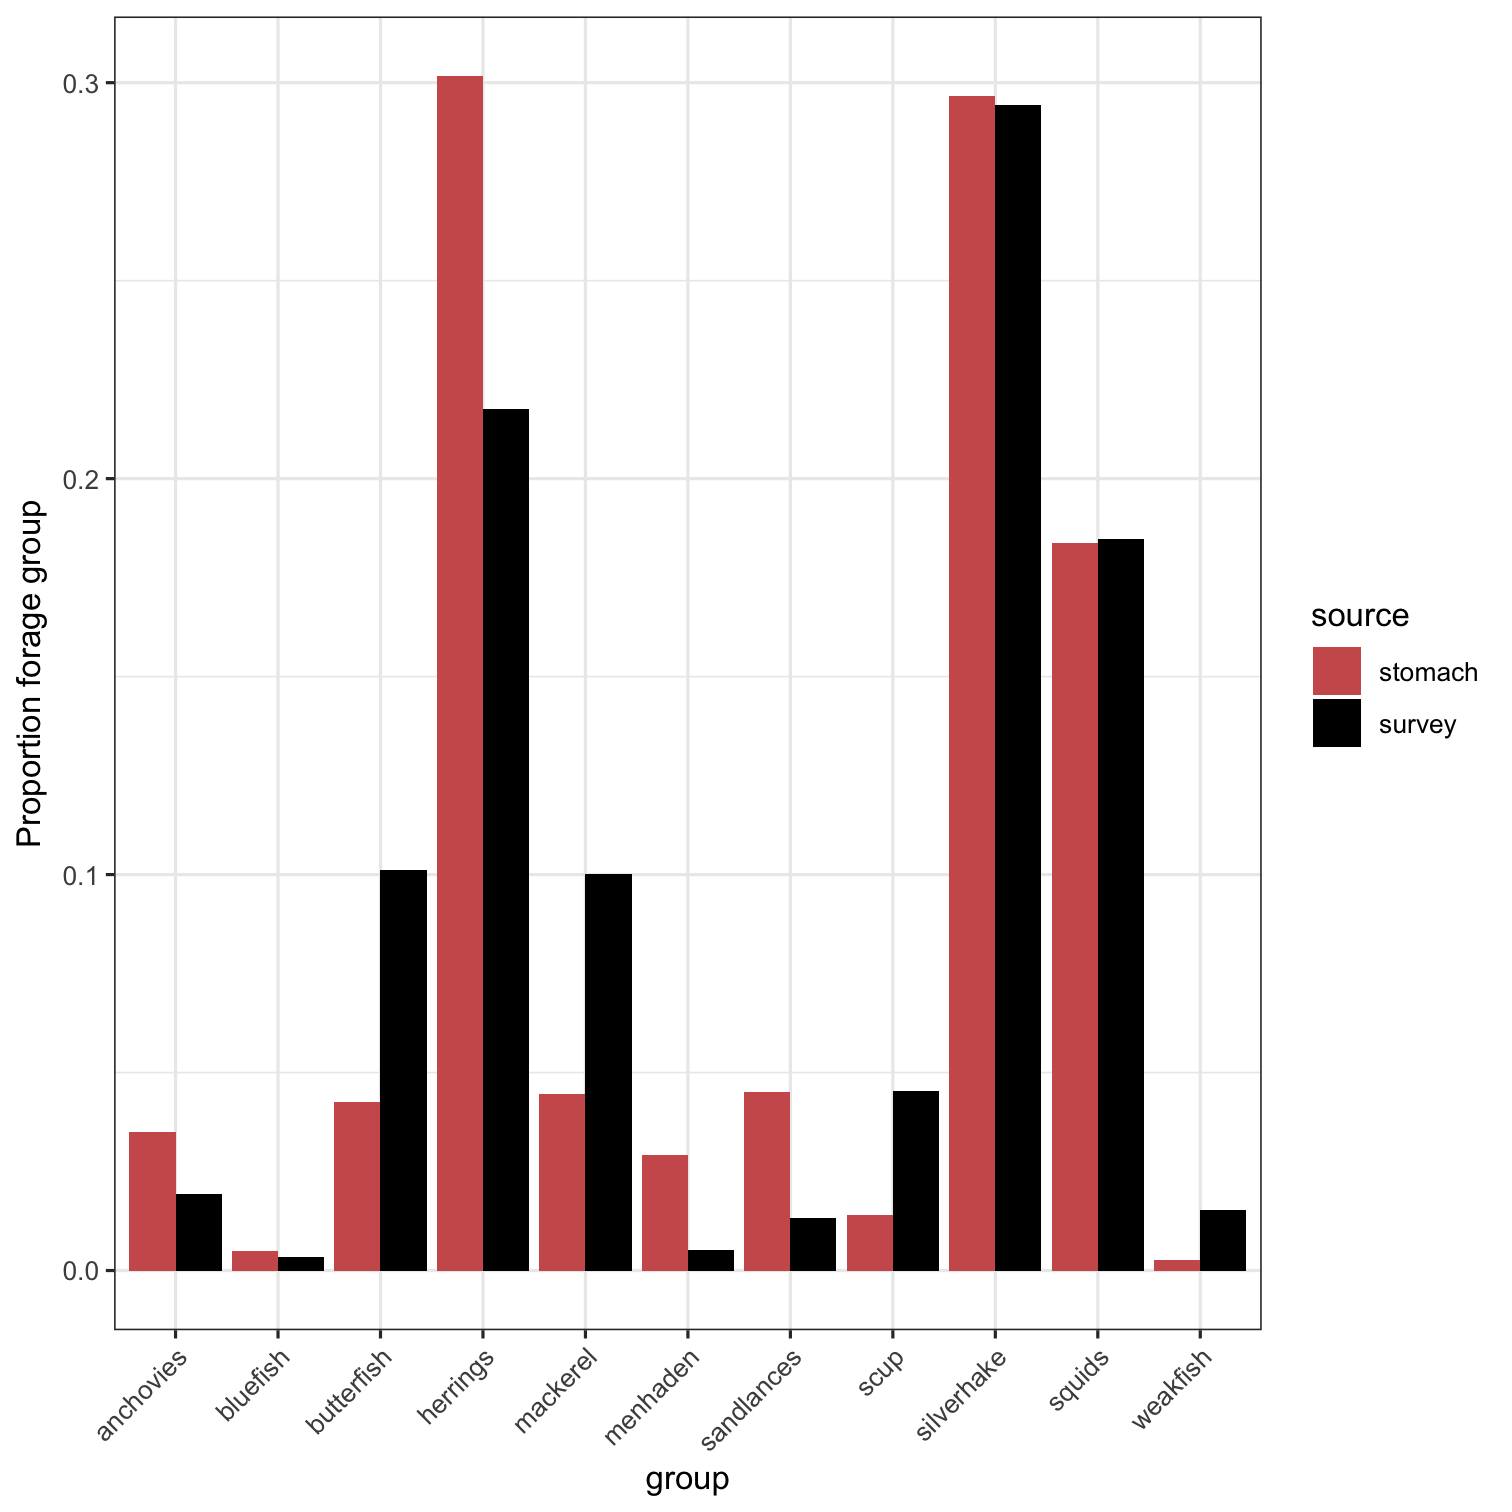 0.3
0.2
0.1
0.0
Proportion forage group
anchovies
bluefish
butterfish
herrings
mackerel
menhaden
sandlances
scup
silverhake
squids
weakfish
group
source
stomach
survey